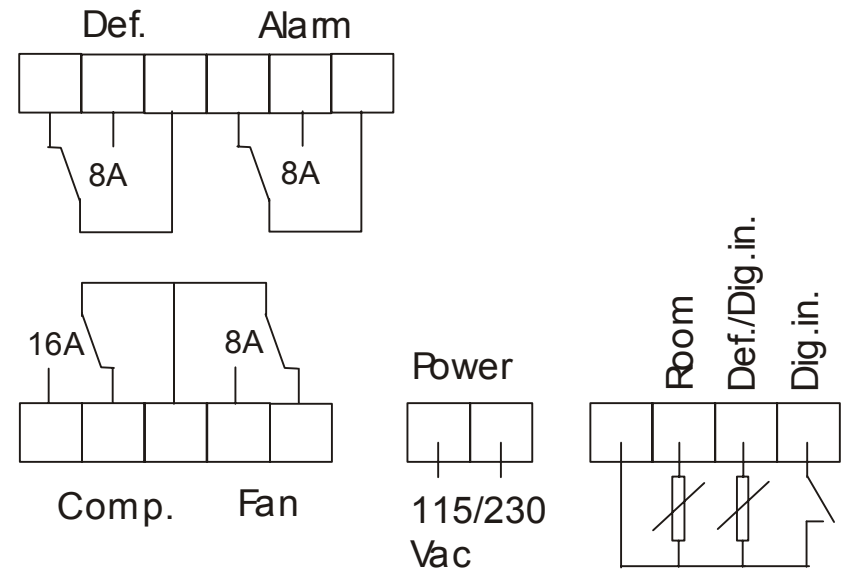 Def. Alarm
8A 8A
16A 8A
Comp. Fan
Power
115/230
Vac
Room
Def./Dig.in.
Dig.in.